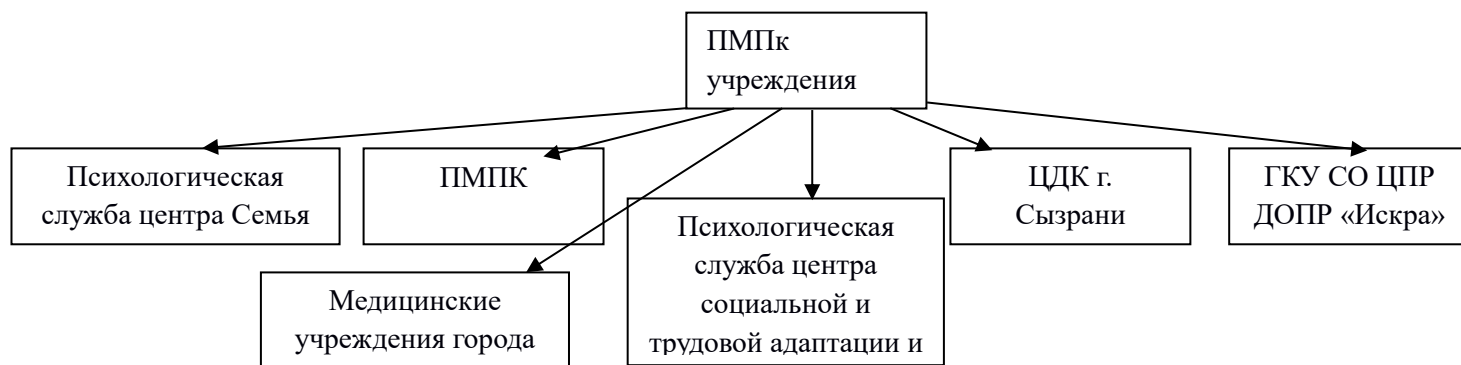 ПМПк
учреждения
Психологическая
служба центра Семья
ПМПК
ЦДК г.
Сызрани
ГКУ СО ЦПР
ДОПР «Искра»
Психологическая
служба центра
социальной и
трудовой адаптации и
Медицинские
учреждения города